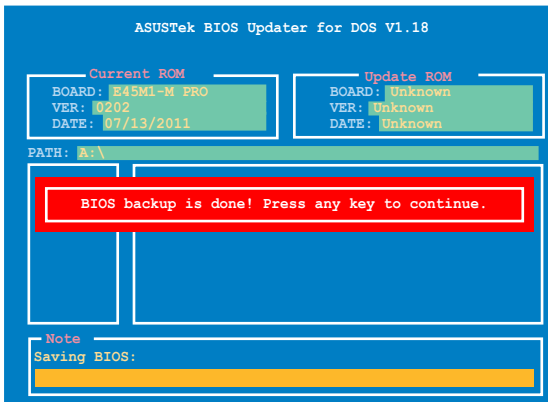 ASUSTek BIOS Updater for DOS V1.18
Current ROM
BOARD: E45M1-M PRO
VER: 0202
DATE: 07/13/2011
Update ROM
BOARD: Unknown
VER: Unknown
DATE: Unknown
PATH: A:\
BIOS backup is done! Press any key to continue.
Note
Saving BIOS: